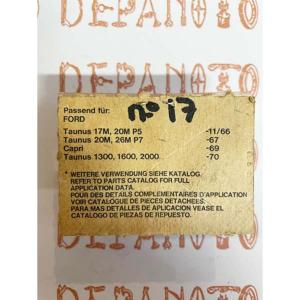 DEPANOTO
Passend für:
FORD
no 17
Taunus 17M, 20M P5 -11/66
Taunus 20M, 26M P7 -67
Capri -69
Taunus 1300, 1600, 2000 -70
* WEITERE VERWENDUNG SIEHE KATALOG.
REFER TO PARTS CATALOG FOR FULL
APPLICATION DATA.
POUR DES DETAILS COMPLEMENTAIRES D'APPLICATION
VOIR CATALOGUE DE PIECES DETACHEES.
PARA MAS DETALLES DE APLICACION VEASE EL
CATALOGO DE PIEZAS DE REPUESTO.
DEPANOTO